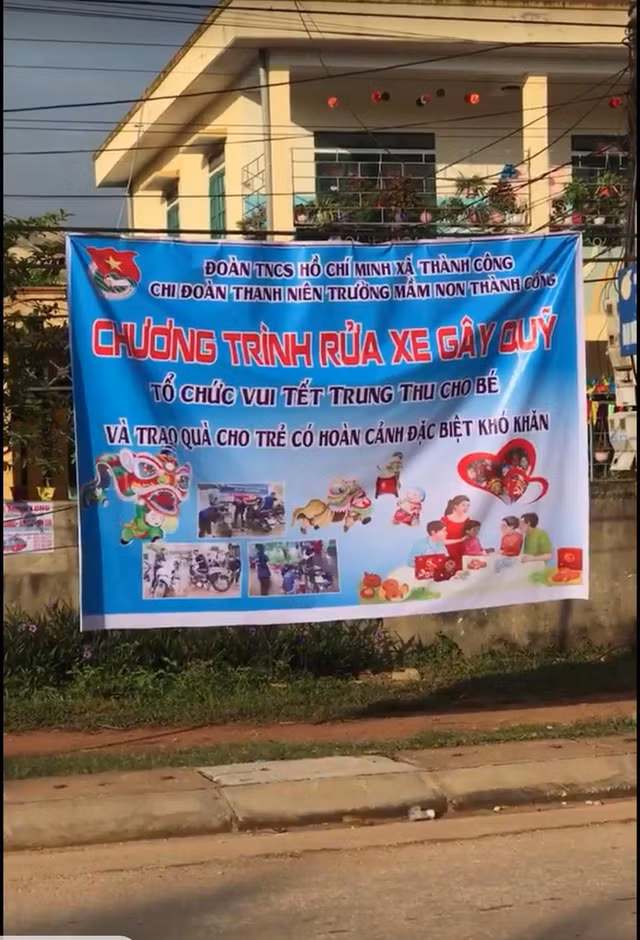 ĐOÀN TNCS HỒ CHÍ MINH XÃ THÀNH CÔNG
CHI ĐOÀN THANH NIÊN TRƯỜNG MẦM NON THÀNH CÔNG
CHƯƠNG TRÌNH RỬA XE GÂY QUỸ
TỔ CHỨC VUI TẾT TRUNG THU CHO BÉ
VÀ TRAO QUÀ CHO TRẺ CÓ HOÀN CẢNH ĐẶC BIỆT KHÓ KHĂN